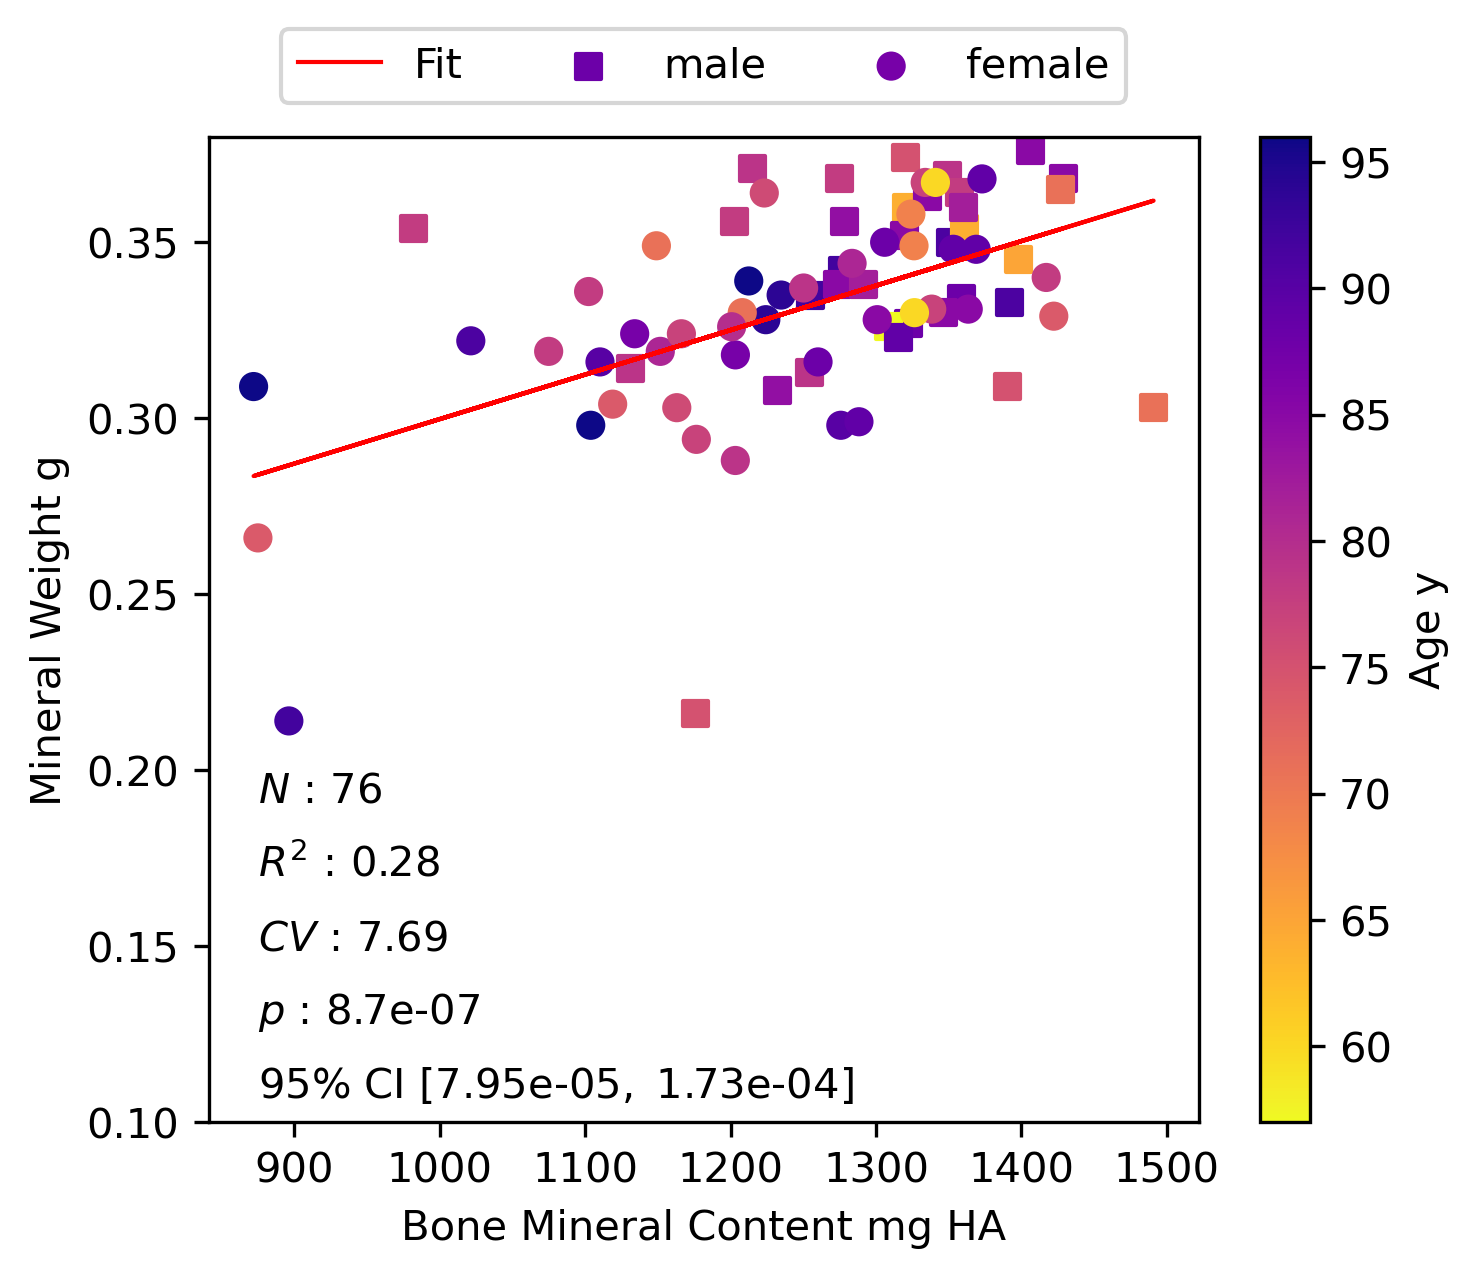 Fit male female
0.35
0.30
0.25
0.20
0.15
0.10
Mineral Weight g
N : 76
R² : 0.28
CV : 7.69
p : 8.7e-07
95% CI [7.95e-05, 1.73e-04]
900 1000 1100 1200 1300 1400 1500
Bone Mineral Content mg HA
95
90
85
80
75
70
65
60
Age y